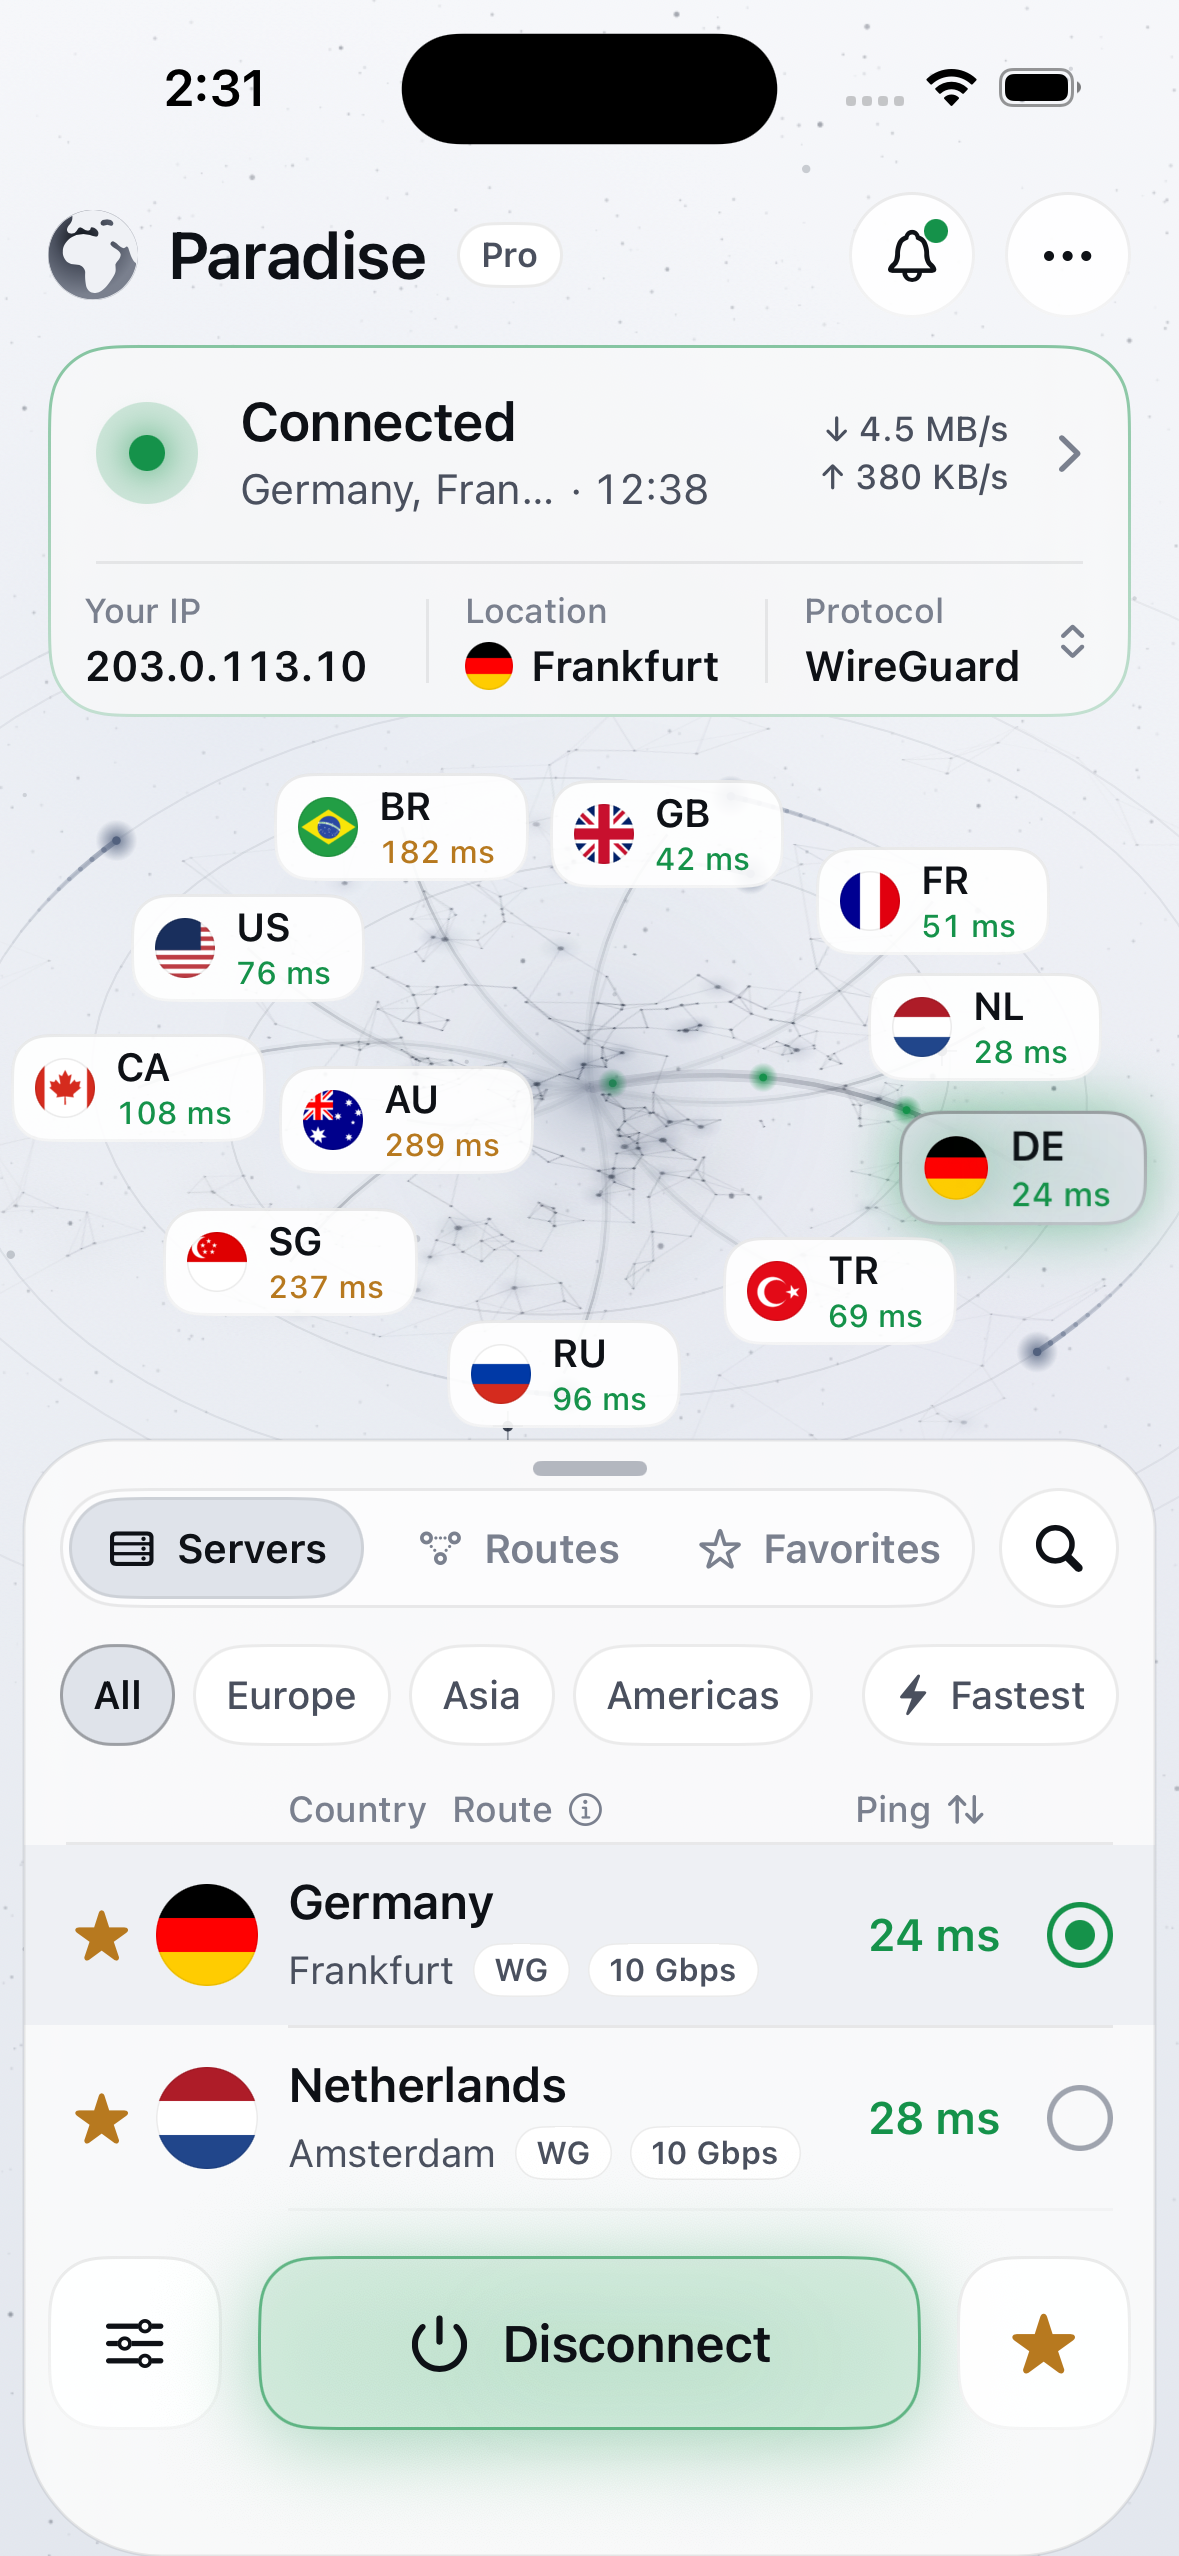 2:31
Paradise
Pro
Connected
Germany, Fran... · 12:38
↓ 4.5 MB/s
↑ 380 KB/s
Your IP
203.0.113.10
Location
Frankfurt
Protocol
WireGuard
BR
182 ms
GB
42 ms
FR
51 ms
US
76 ms
NL
28 ms
CA
108 ms
AU
289 ms
DE
24 ms
SG
237 ms
TR
69 ms
RU
96 ms
Servers
Routes
Favorites
All
Europe
Asia
Americas
Fastest
Country
Route
Ping
Germany
Frankfurt
WG
10 Gbps
24 ms
Netherlands
Amsterdam
WG
10 Gbps
28 ms
Disconnect